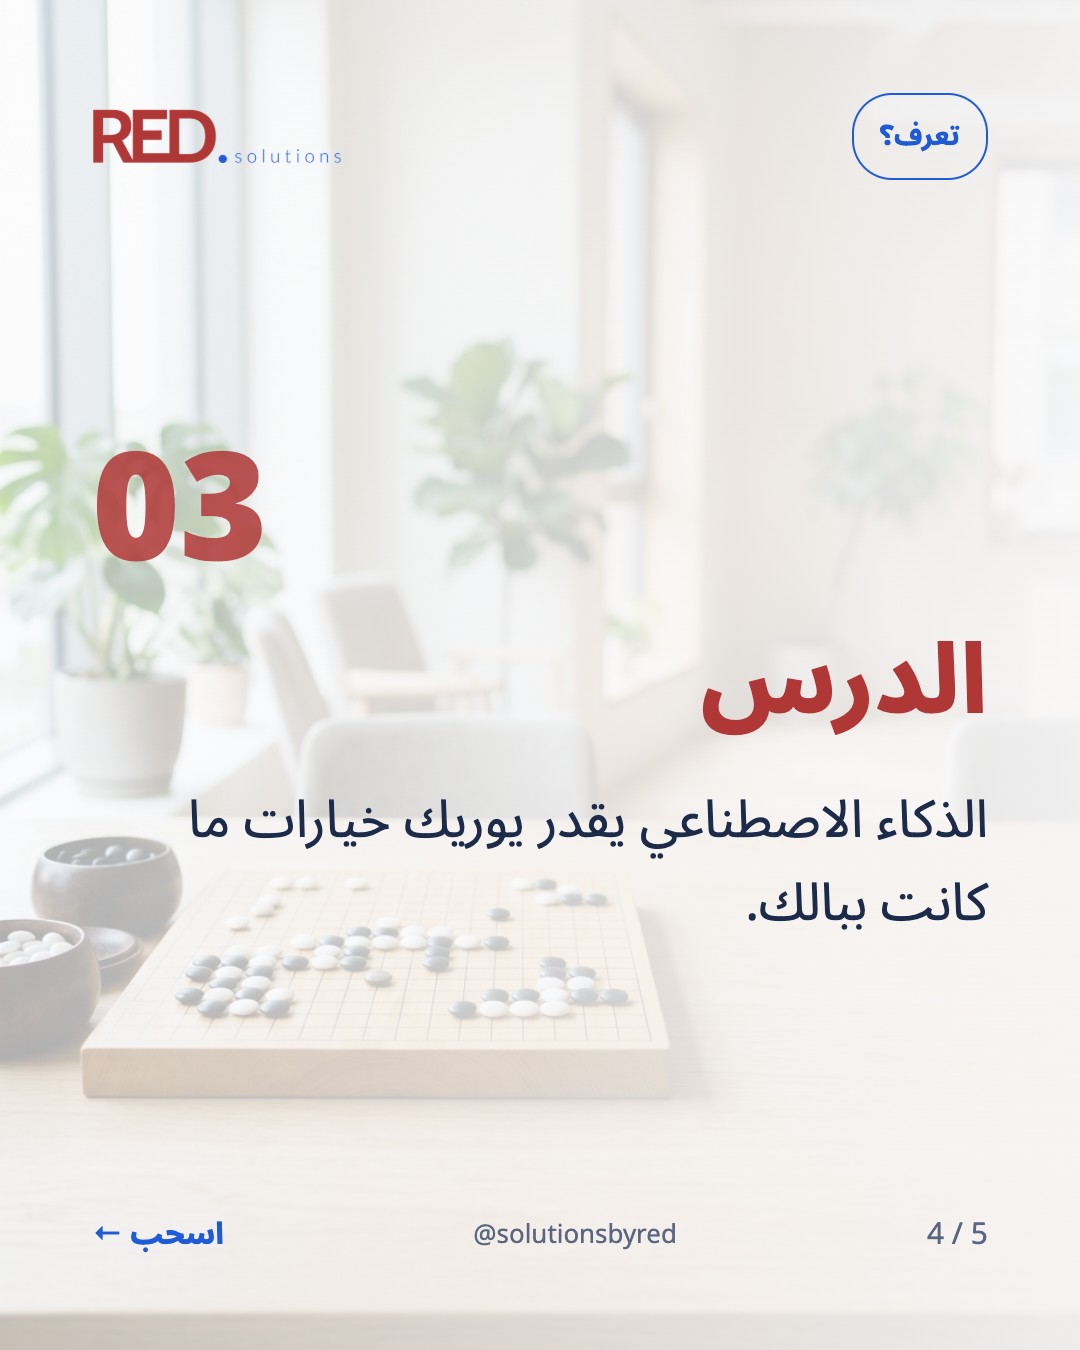 RED.solutions
تعرف؟
03
الدرس
الذكاء الاصطناعي يقدر يوريك خيارات ما
كانت ببالك.
اسحب ←
@solutionsbyred
4 / 5